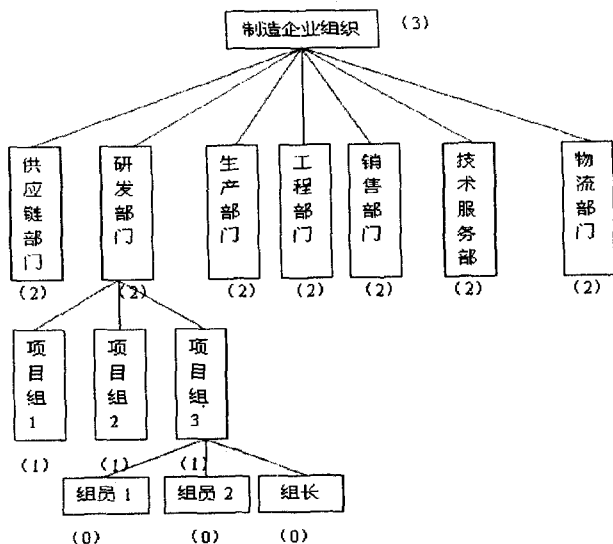 制造企业组织 (3)
供应链部门
研发部门
生产部门
工程部门
销售部门
技术服务部
物流部门
(2) (2) (2) (2) (2) (2) (2)
项目组1
项目组2
项目组3
(1) (1) (1)
组员 1 组员 2 组长
(0) (0) (0)